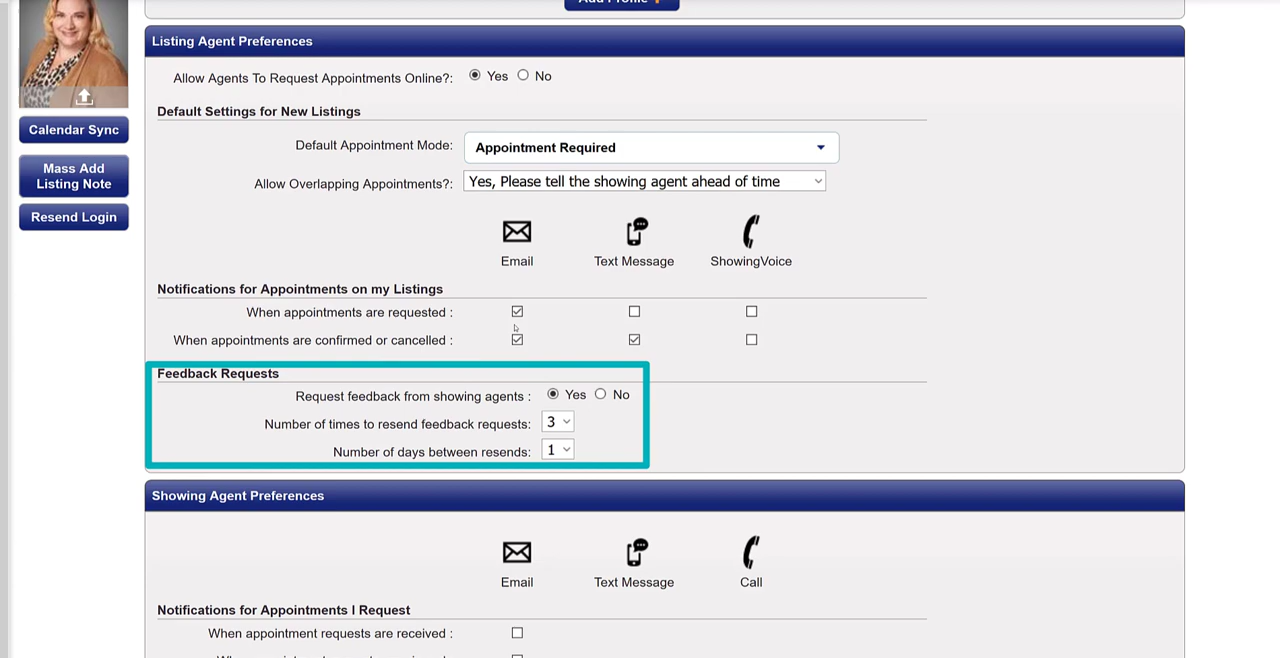 Add Profile
Listing Agent Preferences
Allow Agents To Request Appointments Online?: Yes No
Default Settings for New Listings
Calendar Sync
Default Appointment Mode: Appointment Required
Mass Add
Listing Note
Allow Overlapping Appointments?: Yes, Please tell the showing agent ahead of time
Resend Login
Email Text Message ShowingVoice
Notifications for Appointments on my Listings
When appointments are requested :
When appointments are confirmed or cancelled :
Feedback Requests
Request feedback from showing agents : Yes No
Number of times to resend feedback requests: 3
Number of days between resends: 1
Showing Agent Preferences
Email Text Message Call
Notifications for Appointments I Request
When appointment requests are received :